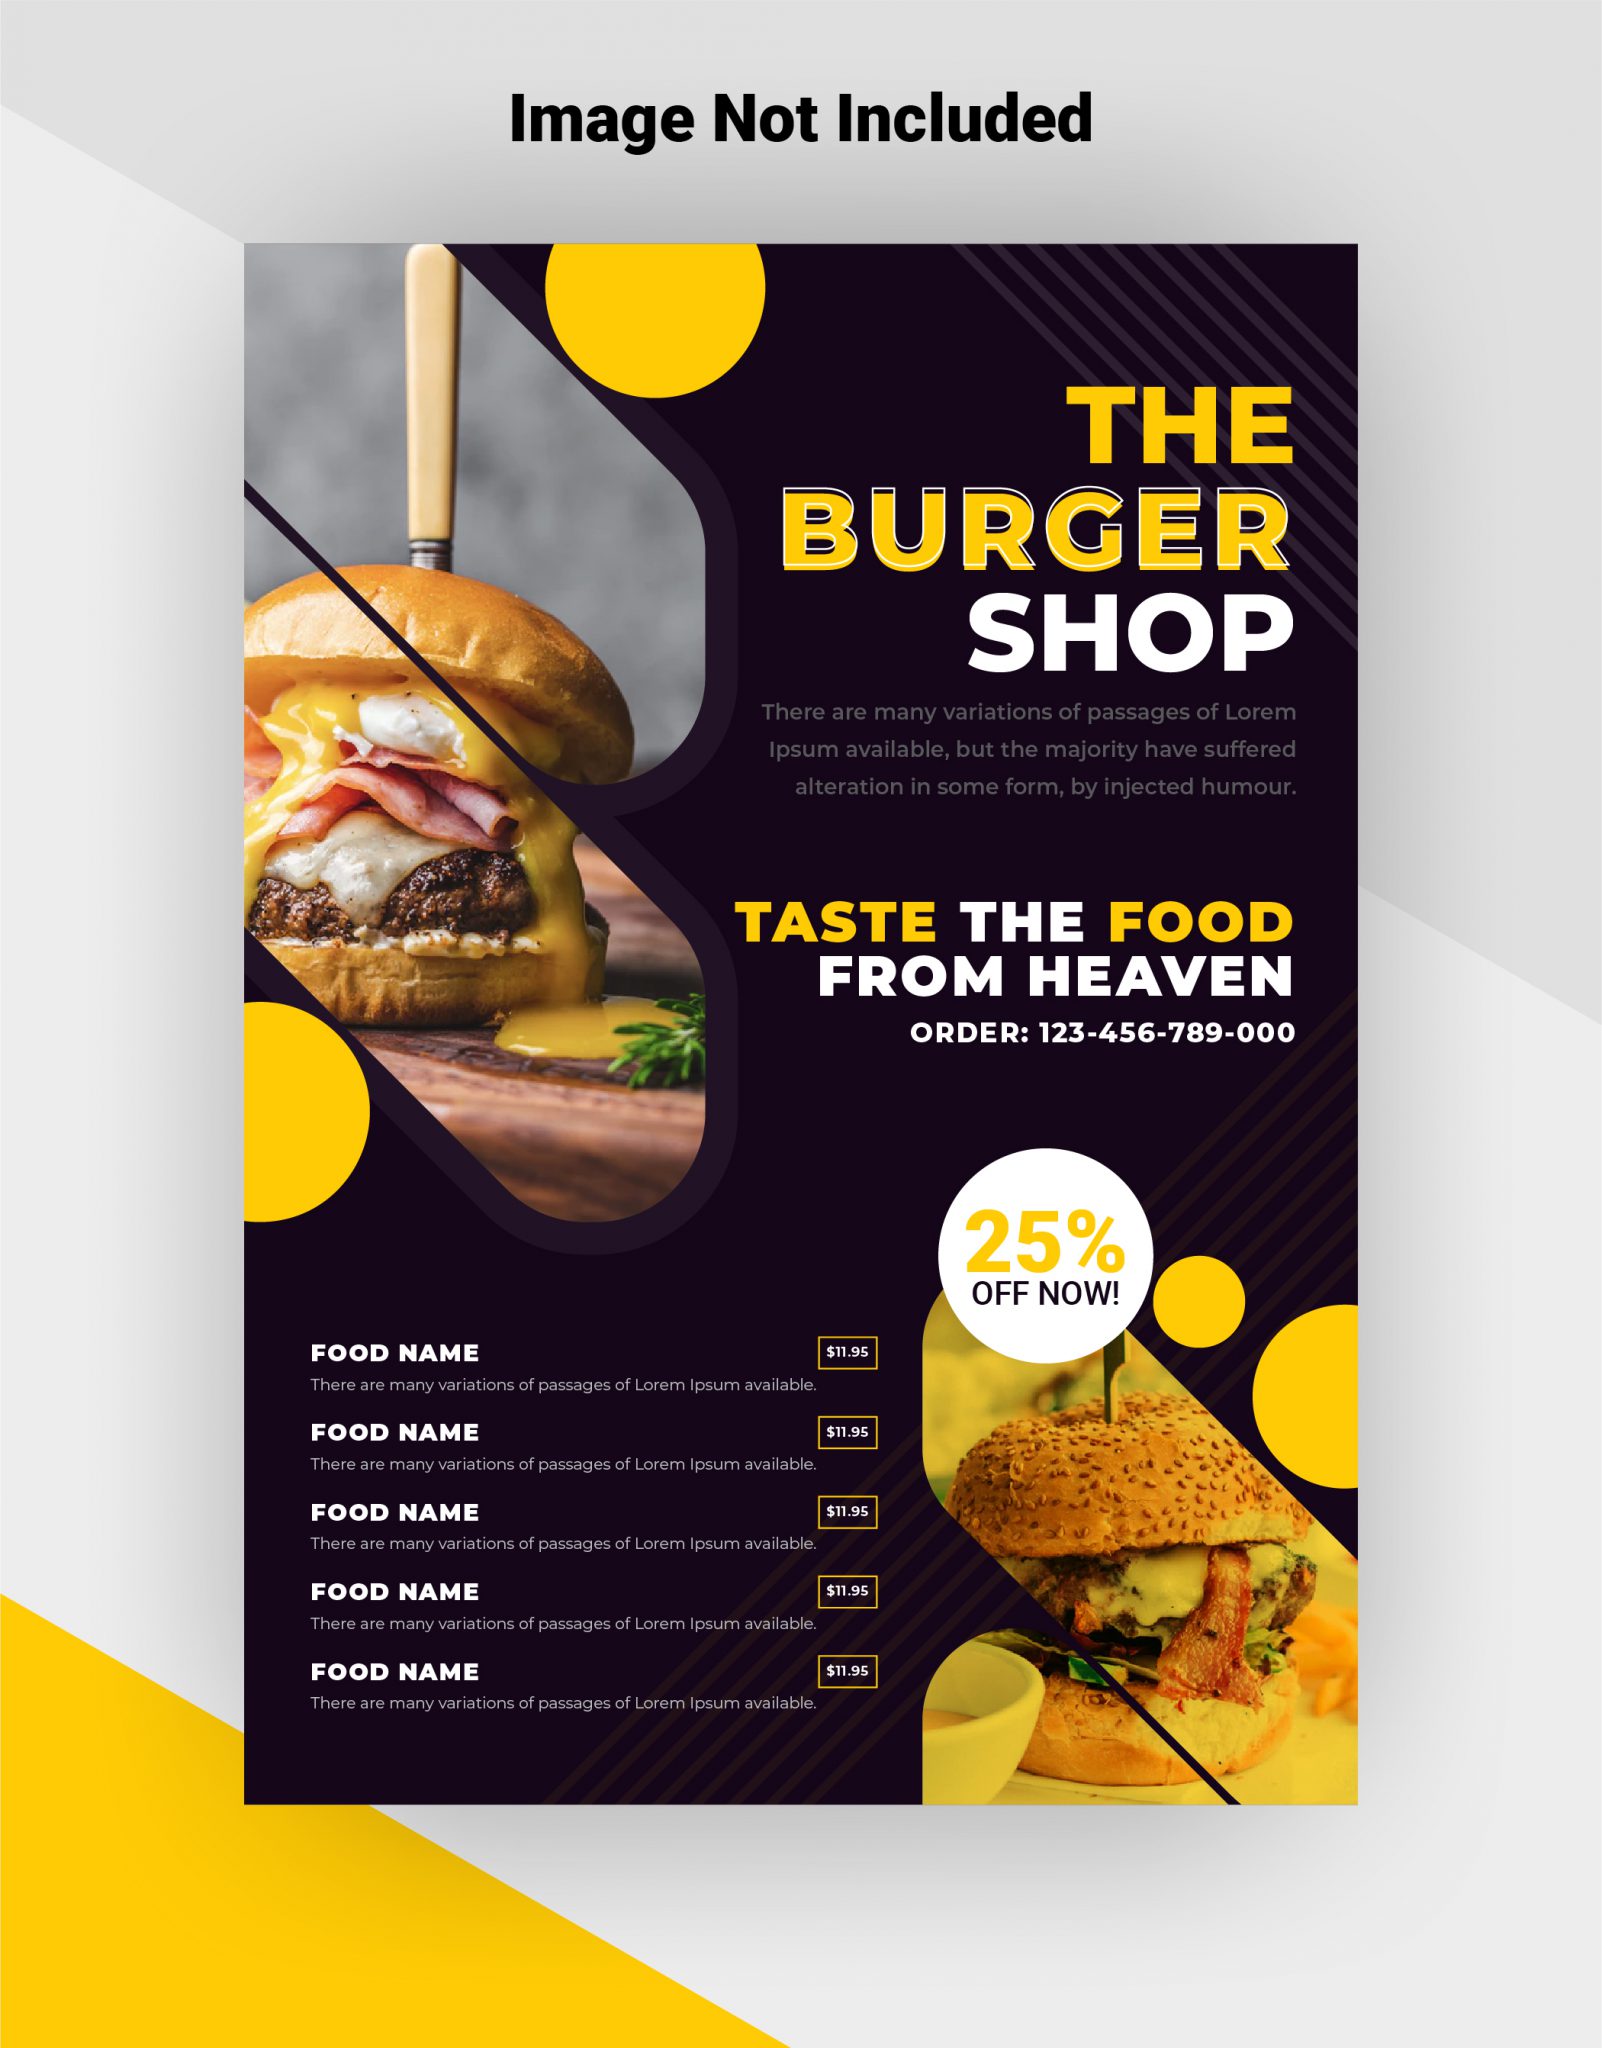 Image Not Included
THE
BURGER
SHOP
There are many variations of passages of Lorem
Ipsum available, but the majority have suffered
alteration in some form, by injected humour.
TASTE THE FOOD
FROM HEAVEN
ORDER: 123-456-789-000
25%
OFF NOW!
FOOD NAME $11.95
There are many variations of passages of Lorem Ipsum available.
FOOD NAME $11.95
There are many variations of passages of Lorem Ipsum available.
FOOD NAME $11.95
There are many variations of passages of Lorem Ipsum available.
FOOD NAME $11.95
There are many variations of passages of Lorem Ipsum available.
FOOD NAME $11.95
There are many variations of passages of Lorem Ipsum available.